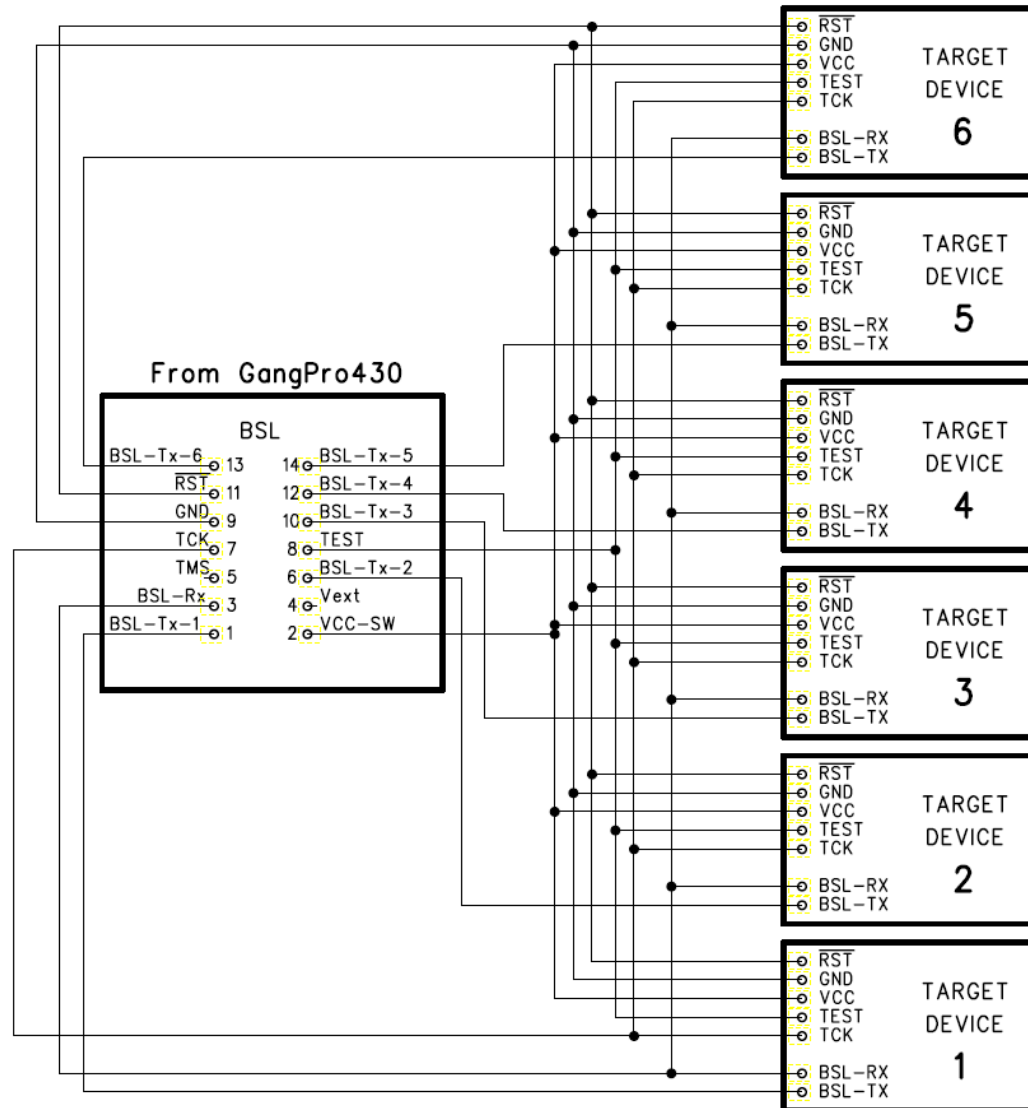 RST
GND
VCC
TEST
TCK
BSL-RX
BSL-TX
TARGET
DEVICE
6
RST
GND
VCC
TEST
TCK
BSL-RX
BSL-TX
TARGET
DEVICE
5
From GangPro430
BSL
BSL-Tx-6 13 14 BSL-Tx-5
RST 11 12 BSL-Tx-4
GND 9 10 BSL-Tx-3
TCK 7 8 TEST
TMS 5 6 BSL-Tx-2
BSL-Rx 3 4 Vext
BSL-Tx-1 1 2 VCC-SW
RST
GND
VCC
TEST
TCK
BSL-RX
BSL-TX
TARGET
DEVICE
4
RST
GND
VCC
TEST
TCK
BSL-RX
BSL-TX
TARGET
DEVICE
3
RST
GND
VCC
TEST
TCK
BSL-RX
BSL-TX
TARGET
DEVICE
2
RST
GND
VCC
TEST
TCK
BSL-RX
BSL-TX
TARGET
DEVICE
1